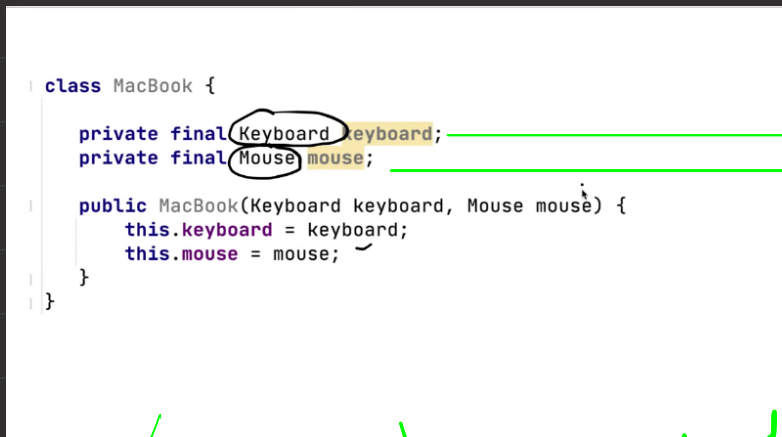 class MacBook {
private final Keyboard keyboard;
private final Mouse mouse;
public MacBook(Keyboard keyboard, Mouse mouse) {
this.keyboard = keyboard;
this.mouse = mouse;
}
}